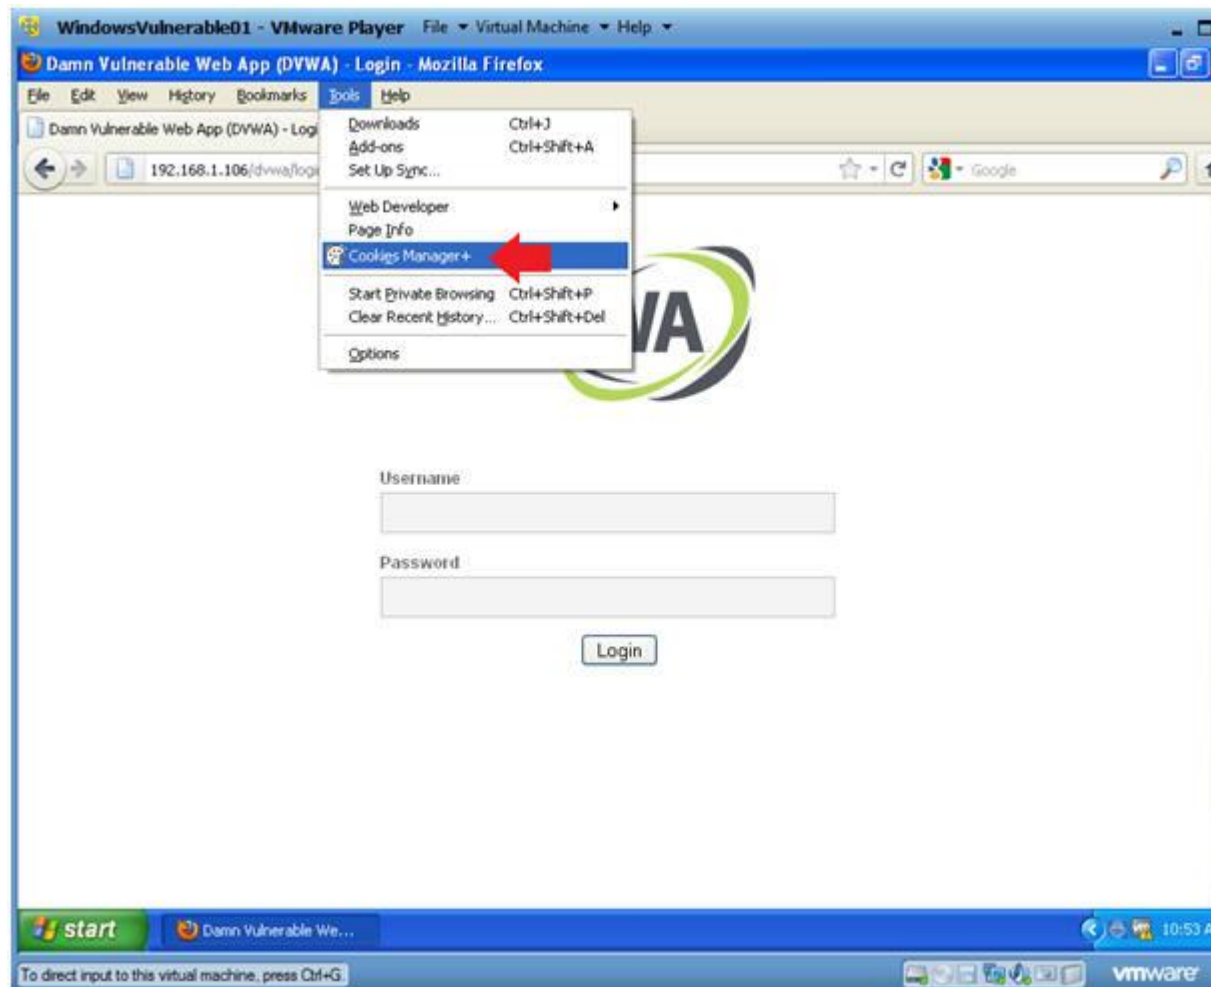 WindowsVulnerable01 - VMware Player File Virtual Machine Help
Damn Vulnerable Web App (DVWA) - Login - Mozilla Firefox
File Edit View History Bookmarks Tools Help
Damn Vulnerable Web App (DVWA) - Logi
192.168.1.106/dvwa/logi
Google
Downloads Ctrl+J
Add-ons Ctrl+Shift+A
Set Up Sync...
Web Developer
Page Info
Cookies Manager+
Start Private Browsing Ctrl+Shift+P
Clear Recent History... Ctrl+Shift+Del
Options
WA
Username
Password
Login
start Damn Vulnerable We... 10:53 A
To direct input to this virtual machine, press Ctrl+G. vmware